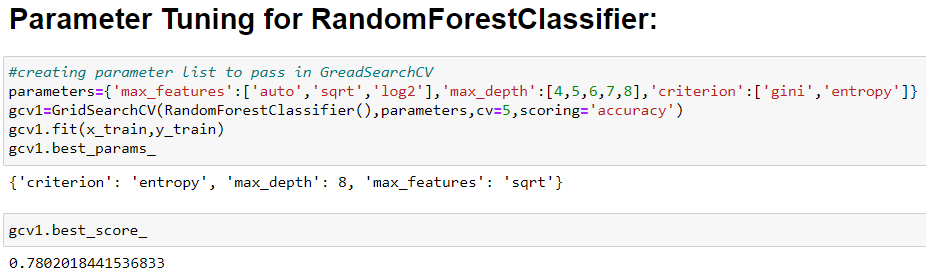 Parameter Tuning for RandomForestClassifier:
#creating parameter list to pass in GreadSearchCV
parameters={'max_features':['auto','sqrt','log2'],'max_depth':[4,5,6,7,8],'criterion':['gini','entropy']}
gcv1=GridSearchCV(RandomForestClassifier(),parameters,cv=5,scoring='accuracy')
gcv1.fit(x_train,y_train)
gcv1.best_params_
{'criterion': 'entropy', 'max_depth': 8, 'max_features': 'sqrt'}
gcv1.best_score_
0.7802018441536833